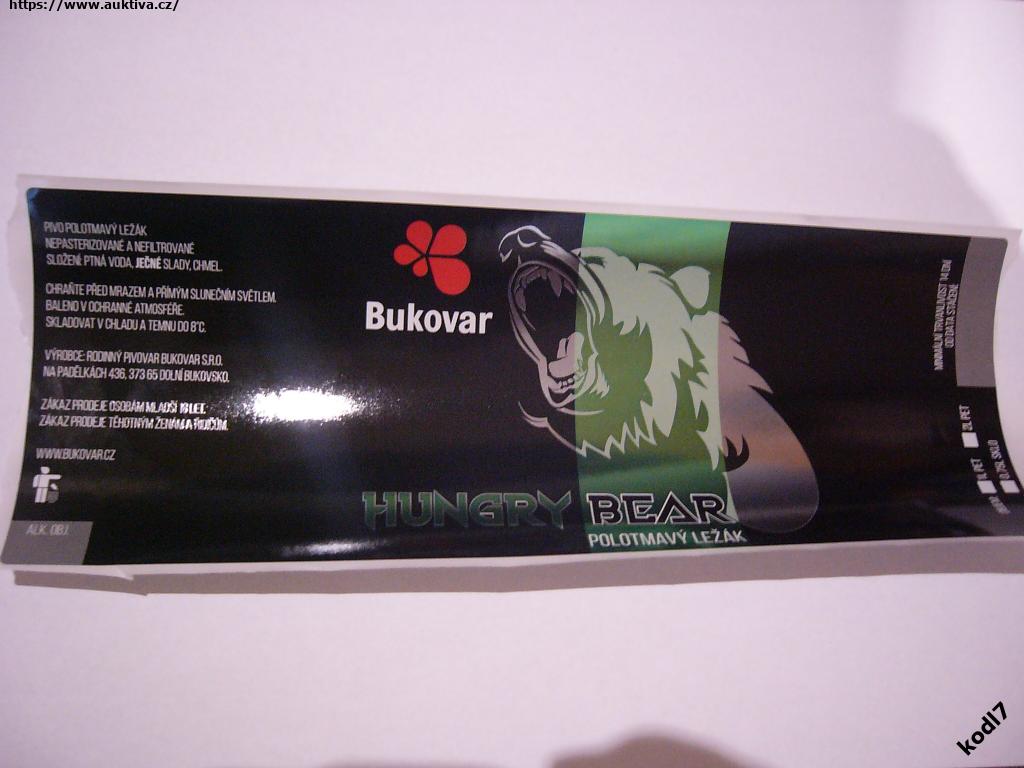 https://www.auktiva.cz/
PIVO POLOTMAVÝ LEŽÁK
NEPASTERIZOVANÉ A NEFILTROVANÉ
SLOŽENÍ: PTNÁ VODA, JEČNÉ SLADY, CHMEL.
CHRAŇTE PŘED MRAZEM A PŘÍMÝM SLUNEČNÍM SVĚTLEM.
BALENO V OCHRANNÉ ATMOSFÉŘE.
SKLADOVAT V CHLADU A TEMNU DO 8°C.
VÝROBCE: RODINNÝ PIVOVAR BUKOVAR S.R.O.
NA PADĚLKÁCH 436, 373 65 DOLNÍ BUKOVSKO.
ZÁKAZ PRODEJE OSOBÁM MLADŠÍ 18 LET.
ZÁKAZ PRODEJE TĚHOTNÝM ŽENÁM A ŘIDIČŮM.
WWW.BUKOVAR.CZ
ALK. OBJ.
Bukovar
HUNGRY BEAR
POLOTMAVÝ LEŽÁK
MINIMÁLNÍ TRVANLIVOST 14 DNÍ
OD DATA STÁČENÍ
1L PET
2L PET
0,75L SKLO
kodl7